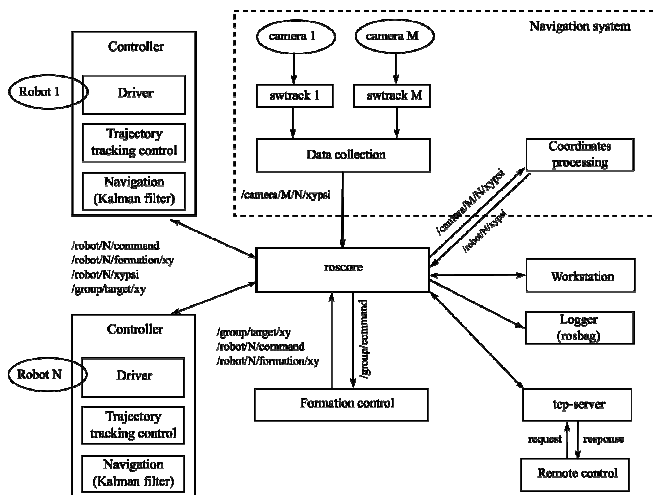 Navigation system
camera 1
camera M
swtrack 1
swtrack M
Data collection
Coordinates
processing
/camera/M/N/xypsi
/camera/M/N/xypsi
/robot/N/xypsi
Controller
Robot 1
Driver
Trajectory
tracking control
Navigation
(Kalman filter)
/robot/N/command
/robot/N/formation/xy
/robot/N/xypsi
/group/target/xy
roscore
Workstation
Logger
(rosbag)
Controller
Robot N
Driver
Trajectory
tracking control
Navigation
(Kalman filter)
/group/target/xy
/robot/N/command
/robot/N/formation/xy
/group/command
Formation control
tcp-server
request
response
Remote control